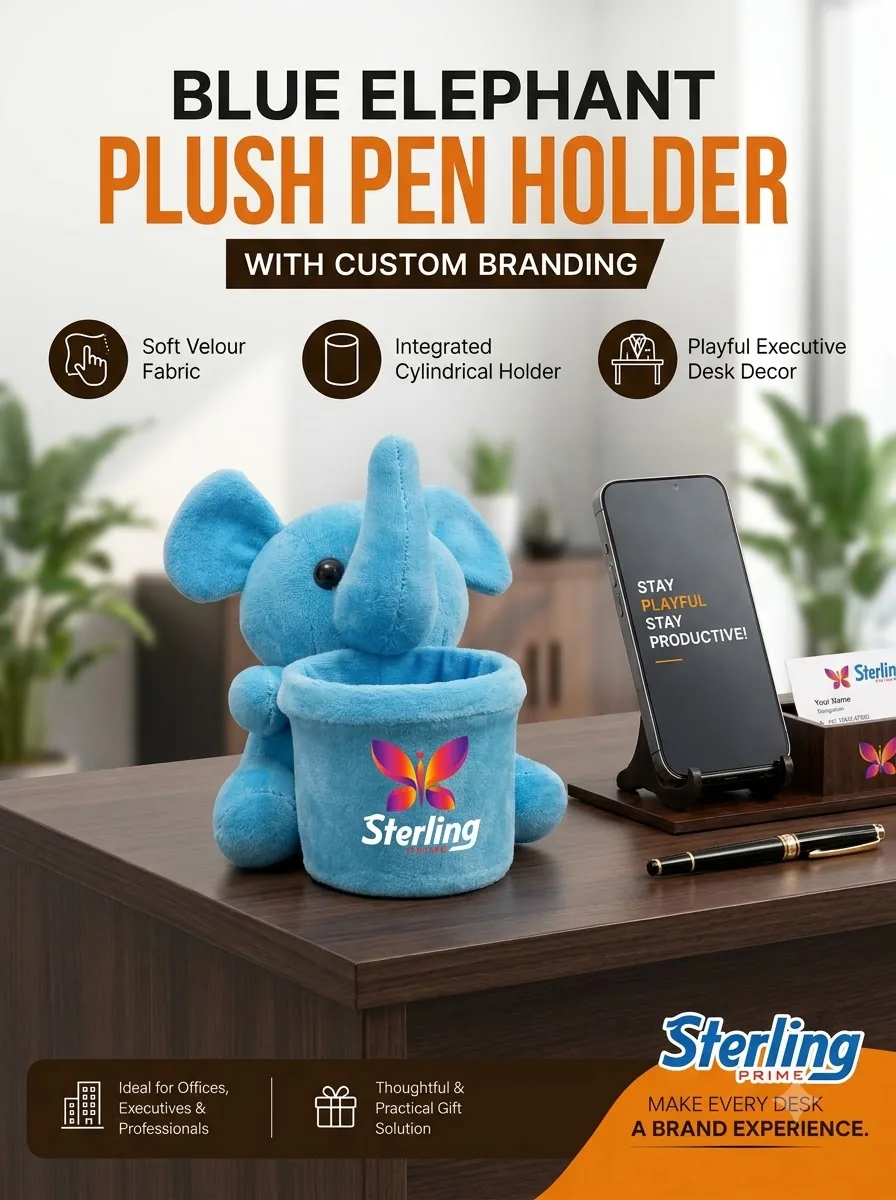 BLUE ELEPHANT
PLUSH PEN HOLDER
WITH CUSTOM BRANDING
Soft Velour
Fabric
Integrated
Cylindrical Holder
Playful Executive
Desk Decor
STAY
PLAYFUL
STAY
PRODUCTIVE!
Sterlin
Your Name
Sterling
PRIME
Ideal for Offices,
Executives &
Professionals
Thoughtful &
Practical Gift
Solution
Sterling
PRIME
MAKE EVERY DESK
A BRAND EXPERIENCE.